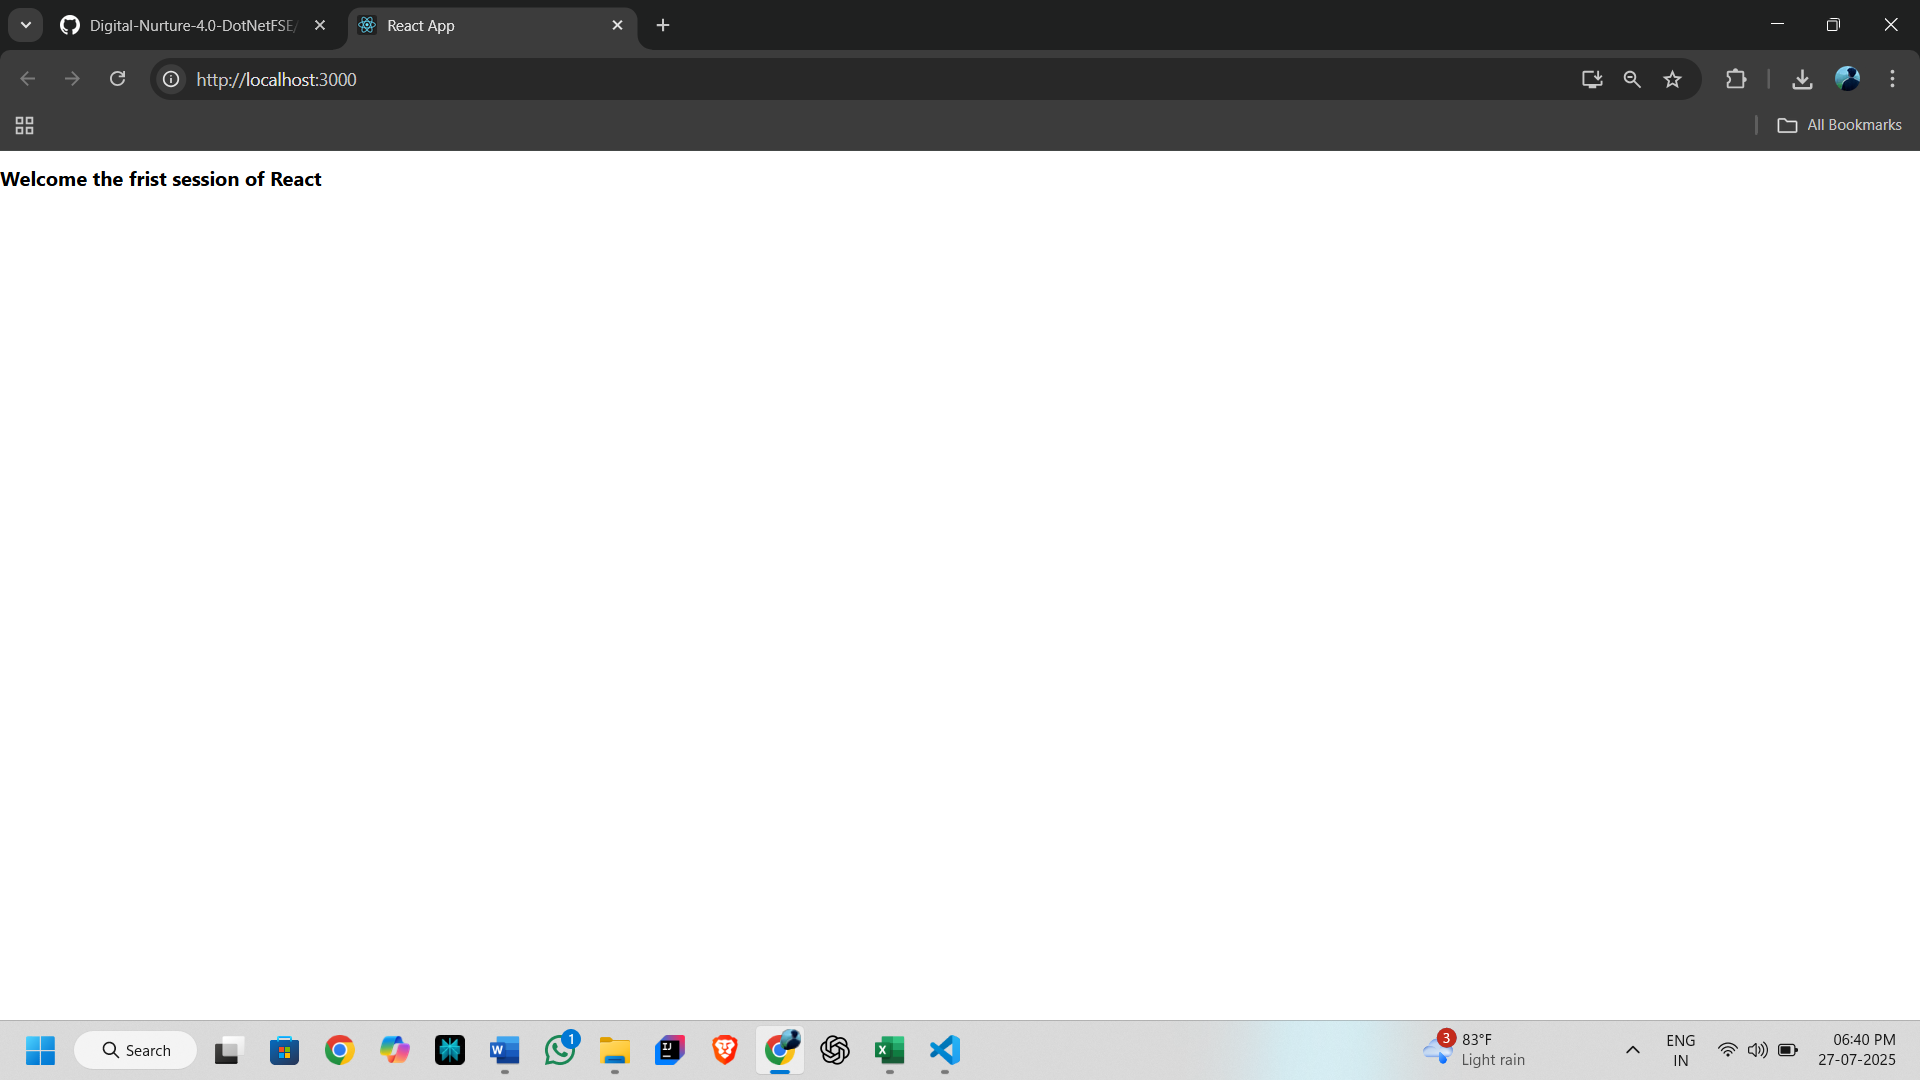 Digital-Nurture-4.0-DotNetFSE/
React App
http://localhost:3000
All Bookmarks
Welcome the frist session of React
Search
1
3
83°F
Light rain
ENG
IN
06:40 PM
27-07-2025